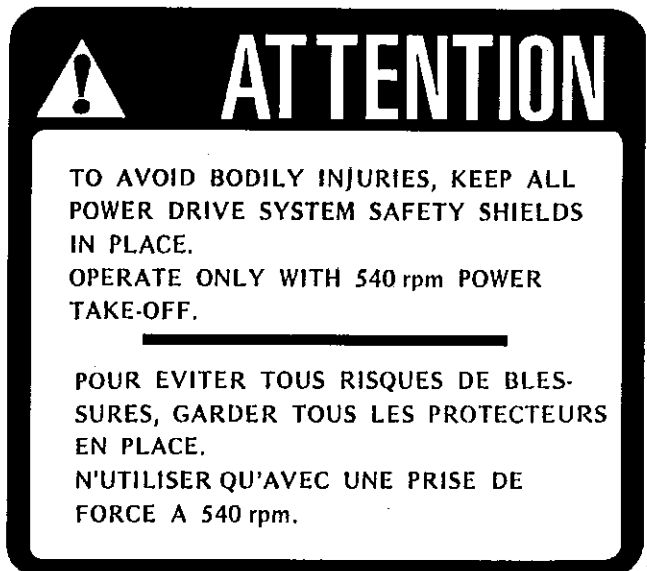 ATTENTION
TO AVOID BODILY INJURIES, KEEP ALL
POWER DRIVE SYSTEM SAFETY SHIELDS
IN PLACE.
OPERATE ONLY WITH 540 rpm POWER
TAKE-OFF.
POUR EVITER TOUS RISQUES DE BLES-
SURES, GARDER TOUS LES PROTECTEURS
EN PLACE.
N'UTILISER QU'AVEC UNE PRISE DE
FORCE A 540 rpm.